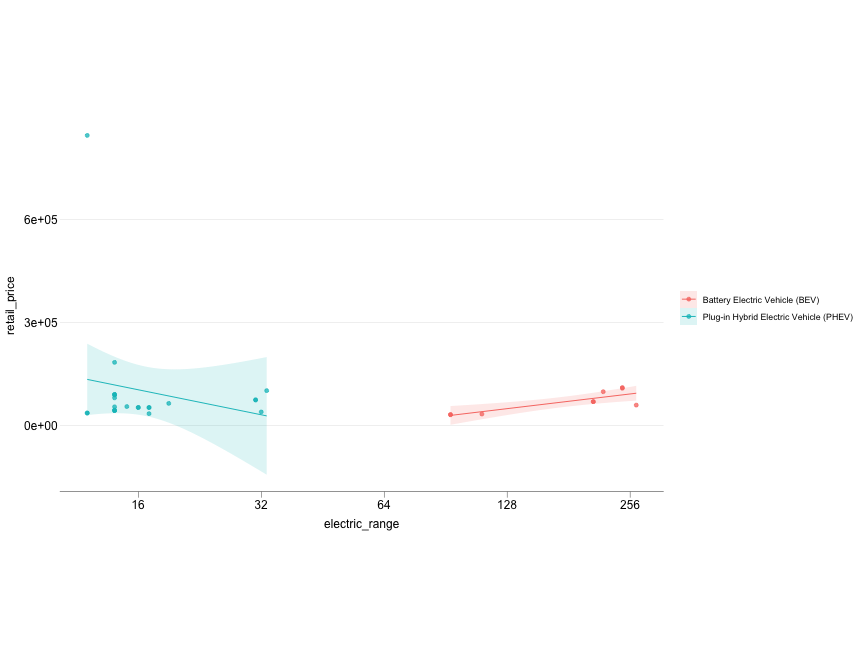 6e+05
3e+05
0e+00
retail_price
16 32 64 128 256
electric_range
Battery Electric Vehicle (BEV)
Plug-in Hybrid Electric Vehicle (PHEV)